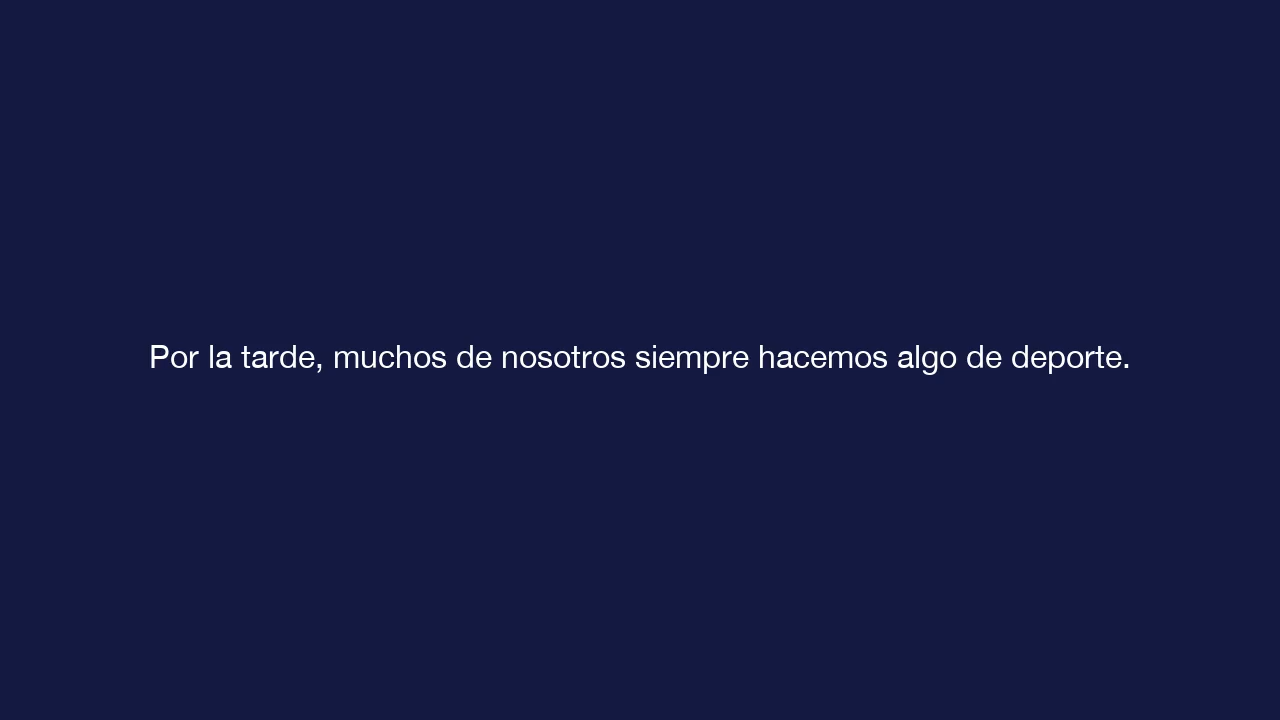 Por la tarde, muchos de nosotros siempre hacemos algo de deporte.